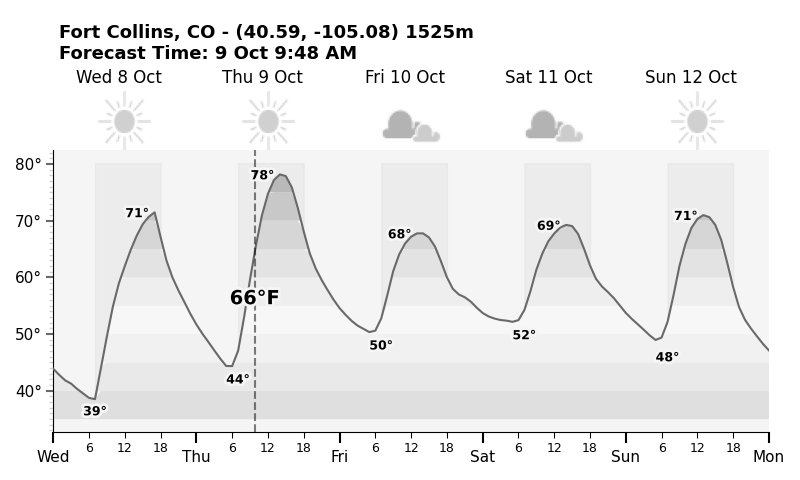 Fort Collins, CO - (40.59, -105.08) 1525m
Forecast Time: 9 Oct 9:48 AM
Wed 8 Oct Thu 9 Oct Fri 10 Oct Sat 11 Oct Sun 12 Oct
80°
78°
71° 71°
70°
69°
68°
60°
66°F
50°
52°
50°
48°
44°
40°
39°
6 12 18 6 12 18 6 12 18 6 12 18 6 12 18
Wed Thu Fri Sat Sun Mon